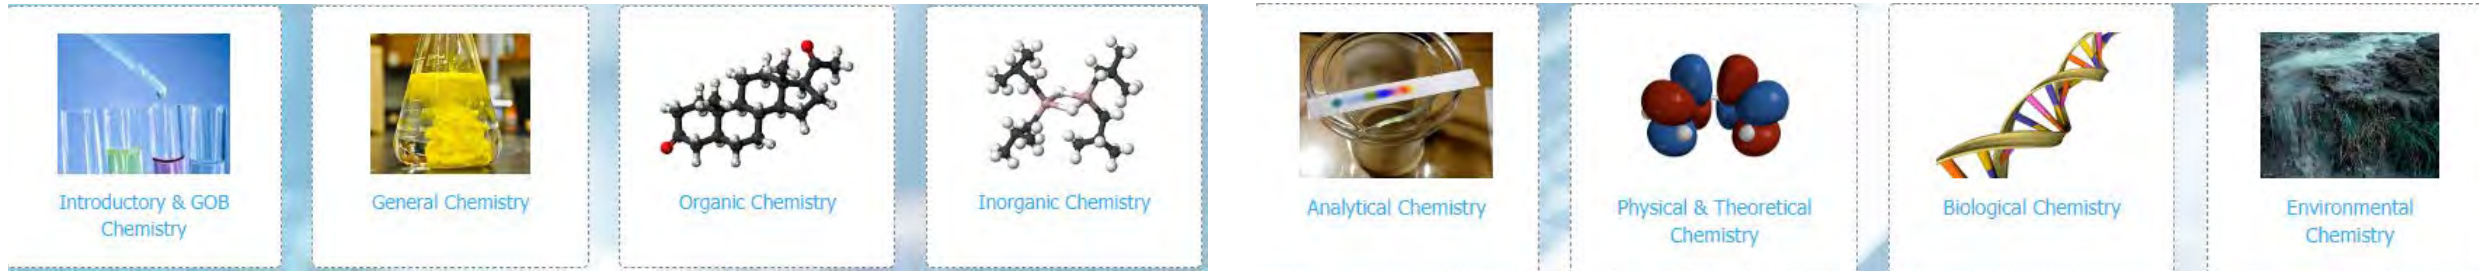 Introductory & GOB
Chemistry
General Chemistry
Organic Chemistry
Inorganic Chemistry
Analytical Chemistry
Physical & Theoretical
Chemistry
Biological Chemistry
Environmental
Chemistry